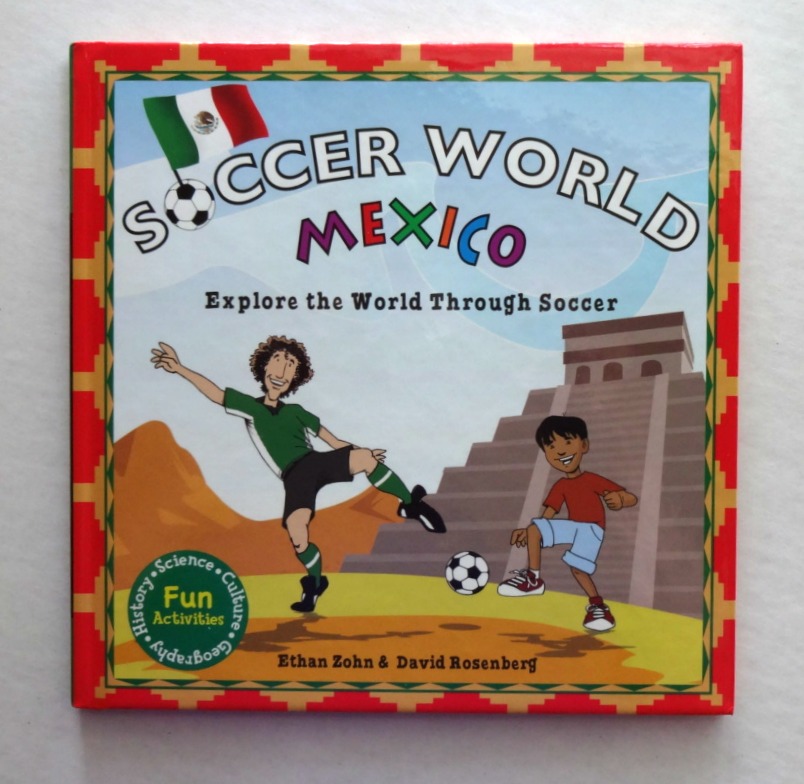 SOCCER WORLD
MEXICO
Explore the World Through Soccer
History • Science • Culture • Geography •
Fun
Activities
Ethan Zohn & David Rosenberg